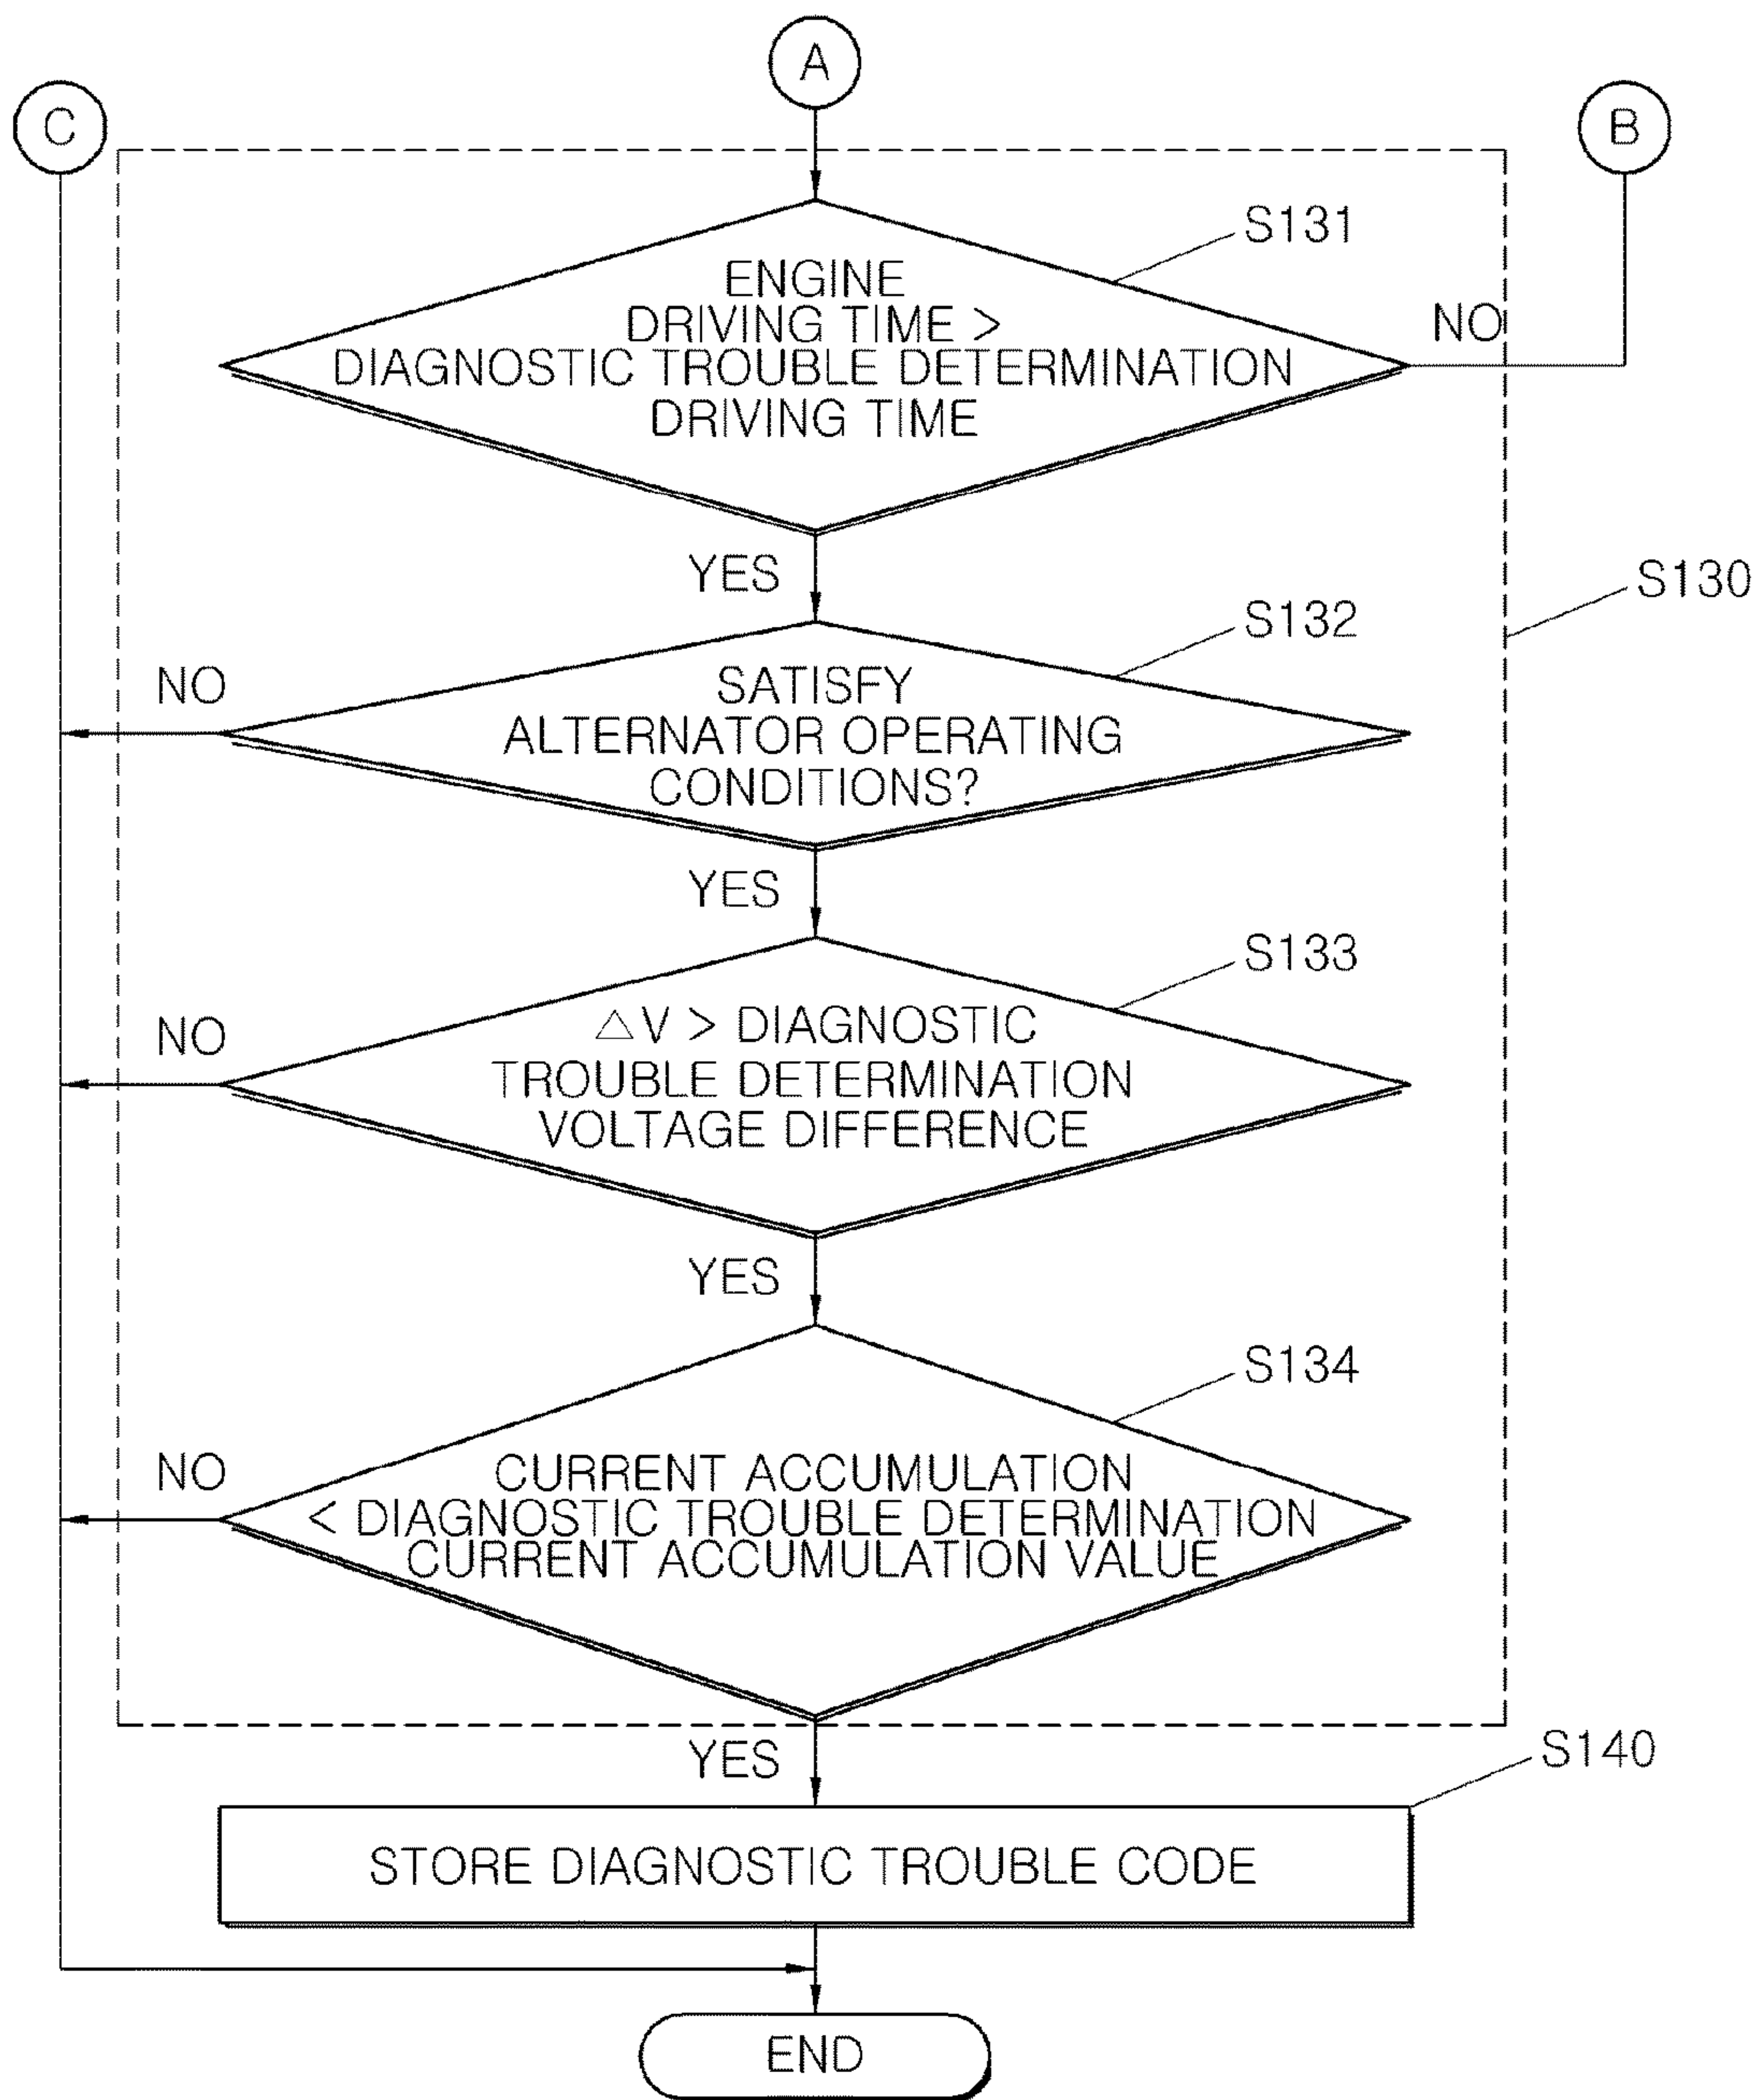 A
C
B
S131
ENGINE
DRIVING TIME >
DIAGNOSTIC TROUBLE DETERMINATION
DRIVING TIME
NO
YES
S130
S132
SATISFY
ALTERNATOR OPERATING
CONDITIONS?
NO
YES
S133
△V > DIAGNOSTIC
TROUBLE DETERMINATION
VOLTAGE DIFFERENCE
NO
YES
S134
CURRENT ACCUMULATION
< DIAGNOSTIC TROUBLE DETERMINATION
CURRENT ACCUMULATION VALUE
NO
YES
S140
STORE DIAGNOSTIC TROUBLE CODE
END